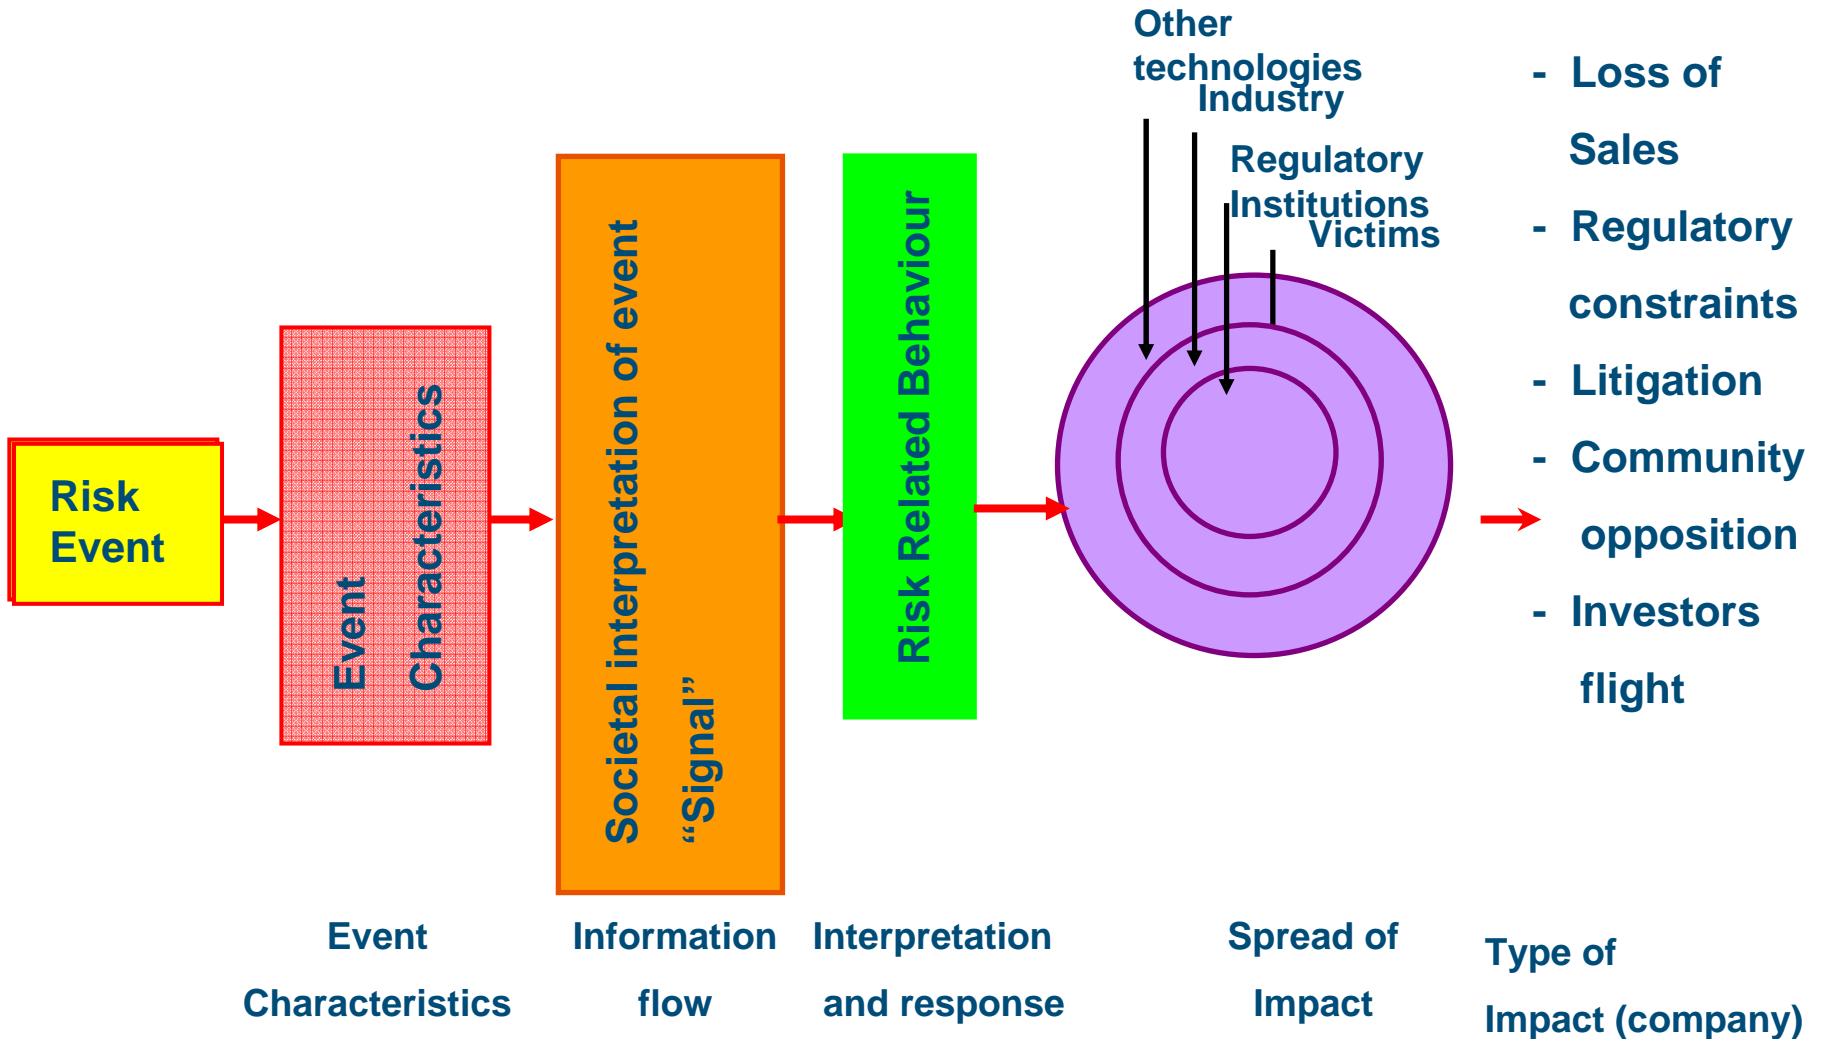 Risk
Event
Event
Characteristics
Societal interpretation of event
“Signal”
Risk Related Behaviour
Other
technologies
Industry
Regulatory
Institutions
Victims
- Loss of
Sales
- Regulatory
constraints
- Litigation
- Community
opposition
- Investors
flight
Event
Characteristics
Information
flow
Interpretation
and response
Spread of
Impact
Type of
Impact (company)